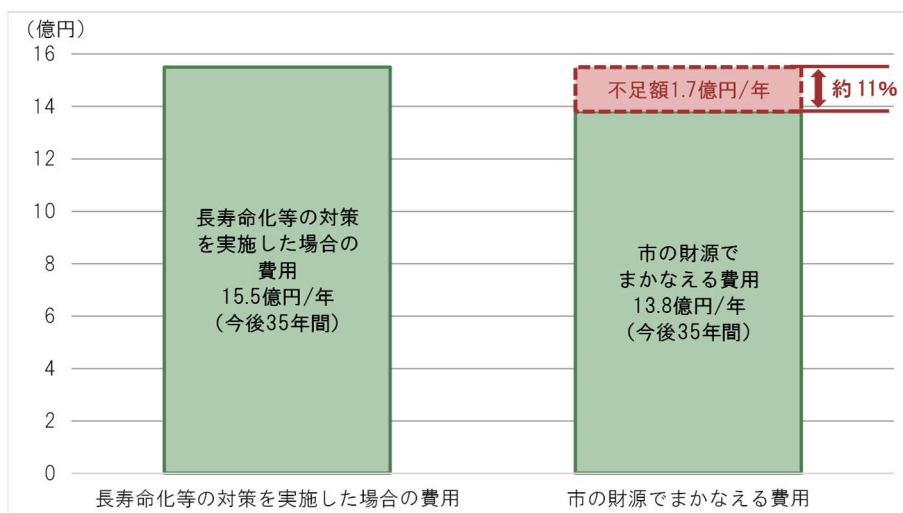 (億円)
16
14
12
10
8
6
4
2
0
長寿命化等の対策
を実施した場合の
費用
15.5億円/年
(今後35年間)
不足額1.7億円/年
約11%
市の財源で
まかなえる費用
13.8億円/年
(今後35年間)
長寿命化等の対策を実施した場合の費用
市の財源でまかなえる費用